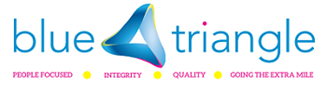 blue triangle
PEOPLE FOCUSED INTEGRITY QUALITY GOING THE EXTRA MILE